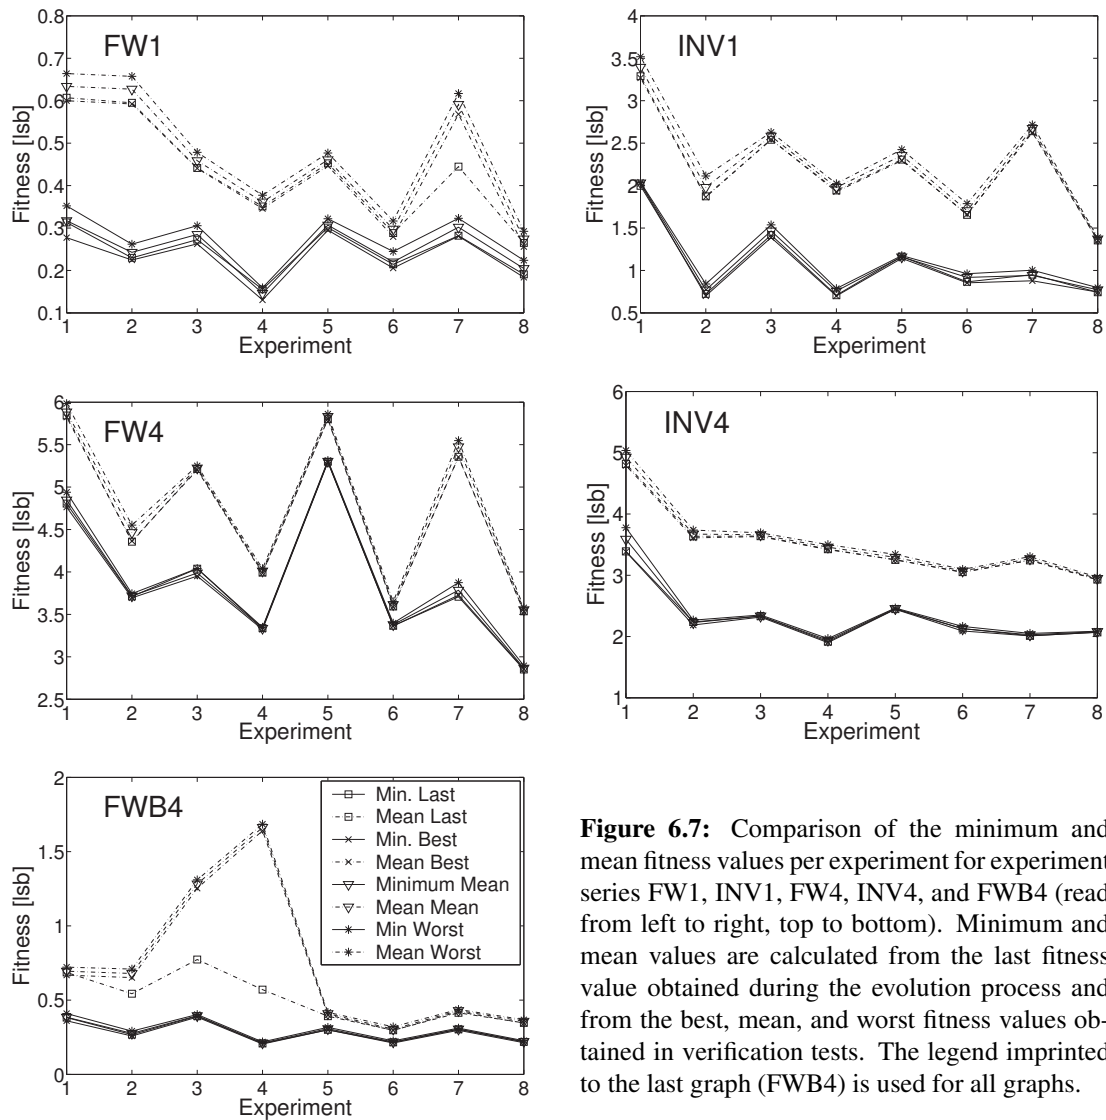 FW1
0.8
0.7
0.6
0.5
0.4
0.3
0.2
0.1
Fitness [lsb]
1 2 3 4 5 6 7 8
Experiment
INV1
4
3.5
3
2.5
2
1.5
1
0.5
Fitness [lsb]
1 2 3 4 5 6 7 8
Experiment
FW4
6
5.5
5
4.5
4
3.5
3
2.5
Fitness [lsb]
1 2 3 4 5 6 7 8
Experiment
INV4
6
5
4
3
2
1
Fitness [lsb]
1 2 3 4 5 6 7 8
Experiment
FWB4
2
1.5
1
0.5
0
Fitness [lsb]
1 2 3 4 5 6 7 8
Experiment
Min. Last
Mean Last
Min. Best
Mean Best
Minimum Mean
Mean Mean
Min Worst
Mean Worst
Figure 6.7: Comparison of the minimum and
mean fitness values per experiment for experiment
series FW1, INV1, FW4, INV4, and FWB4 (read
from left to right, top to bottom). Minimum and
mean values are calculated from the last fitness
value obtained during the evolution process and
from the best, mean, and worst fitness values ob-
tained in verification tests. The legend imprinted
to the last graph (FWB4) is used for all graphs.